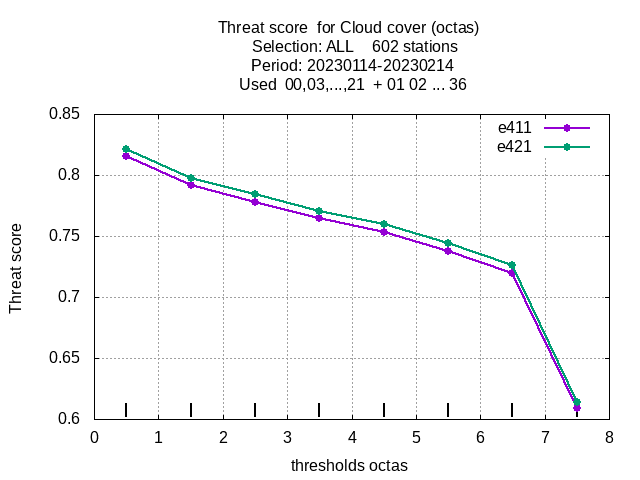 Threat score  for Cloud cover (octas)
Selection: ALL    602 stations
Period: 20230114-20230214
Used  00,03,...,21  + 01 02 ... 36
e411
e421
0.85
0.8
0.75
0.7
0.65
0.6
Threat score
0 1 2 3 4 5 6 7 8
thresholds octas